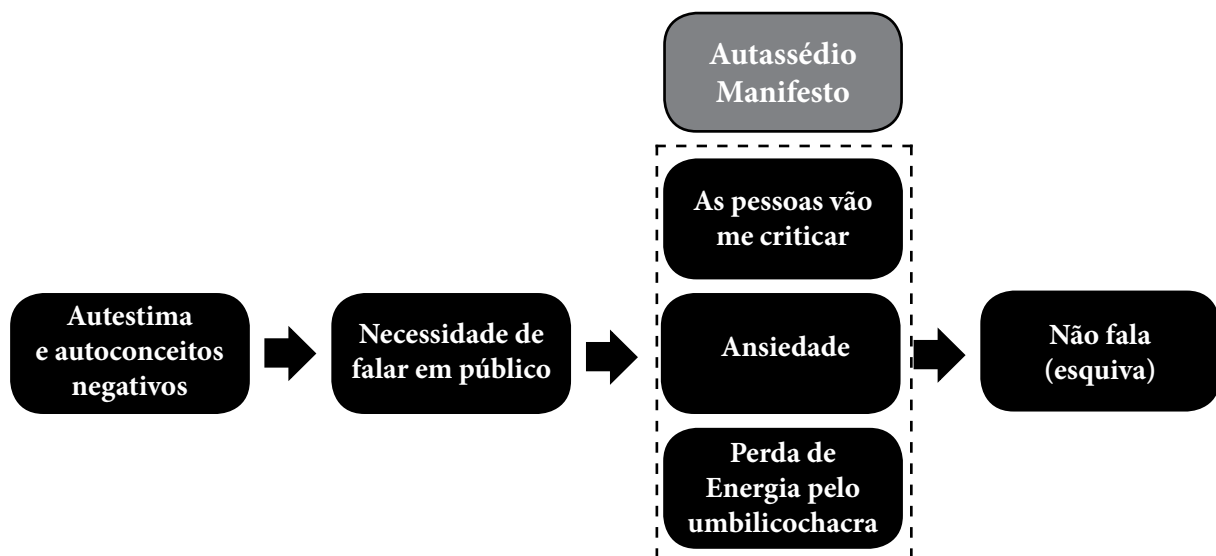 Autassédio
Manifesto
As pessoas vão
me criticar
Autestima
e autoconceitos
negativos
Necessidade de
falar em público
Ansiedade
Não fala
(esquiva)
Perda de
Energia pelo
umbilicochacra